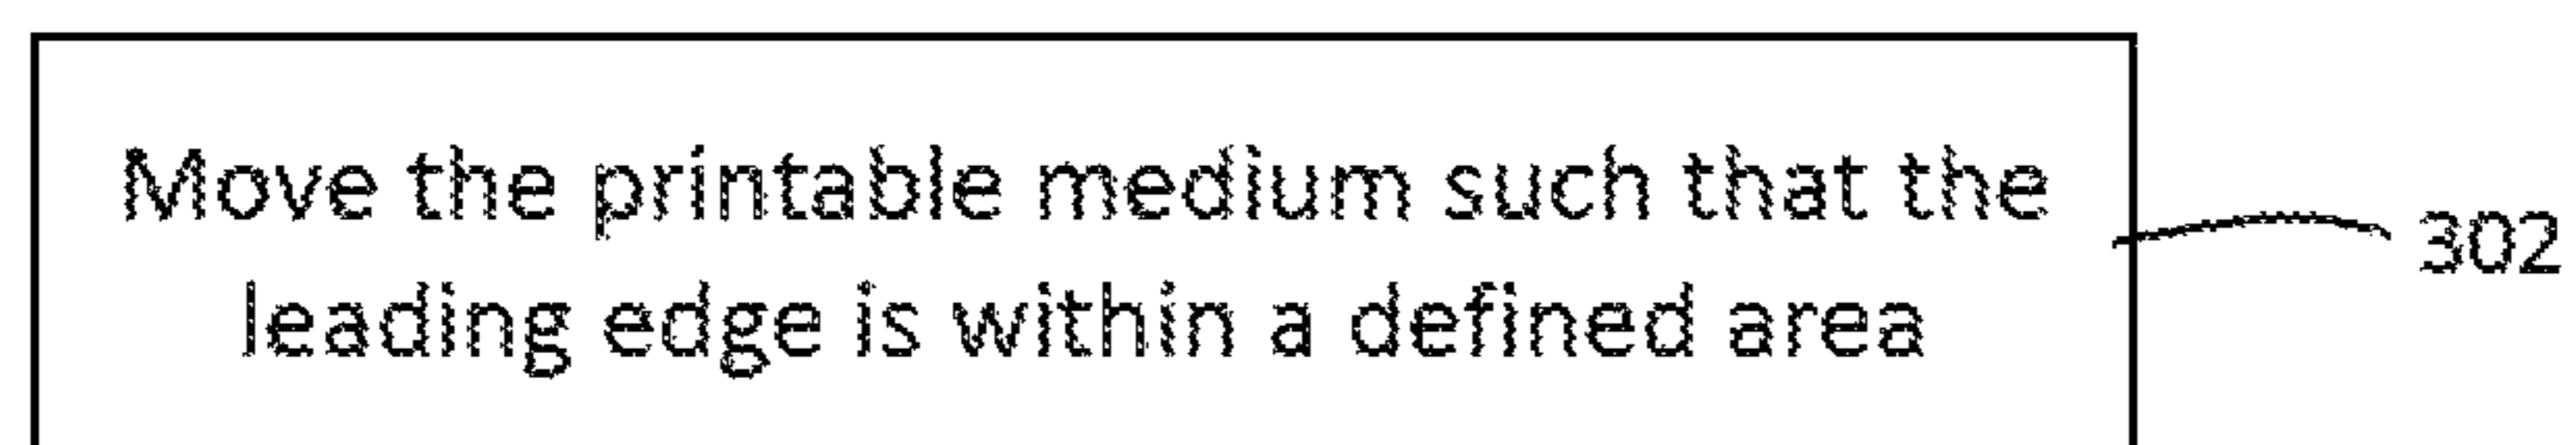 Move the printable medium such that the
leading edge is within a defined area
302